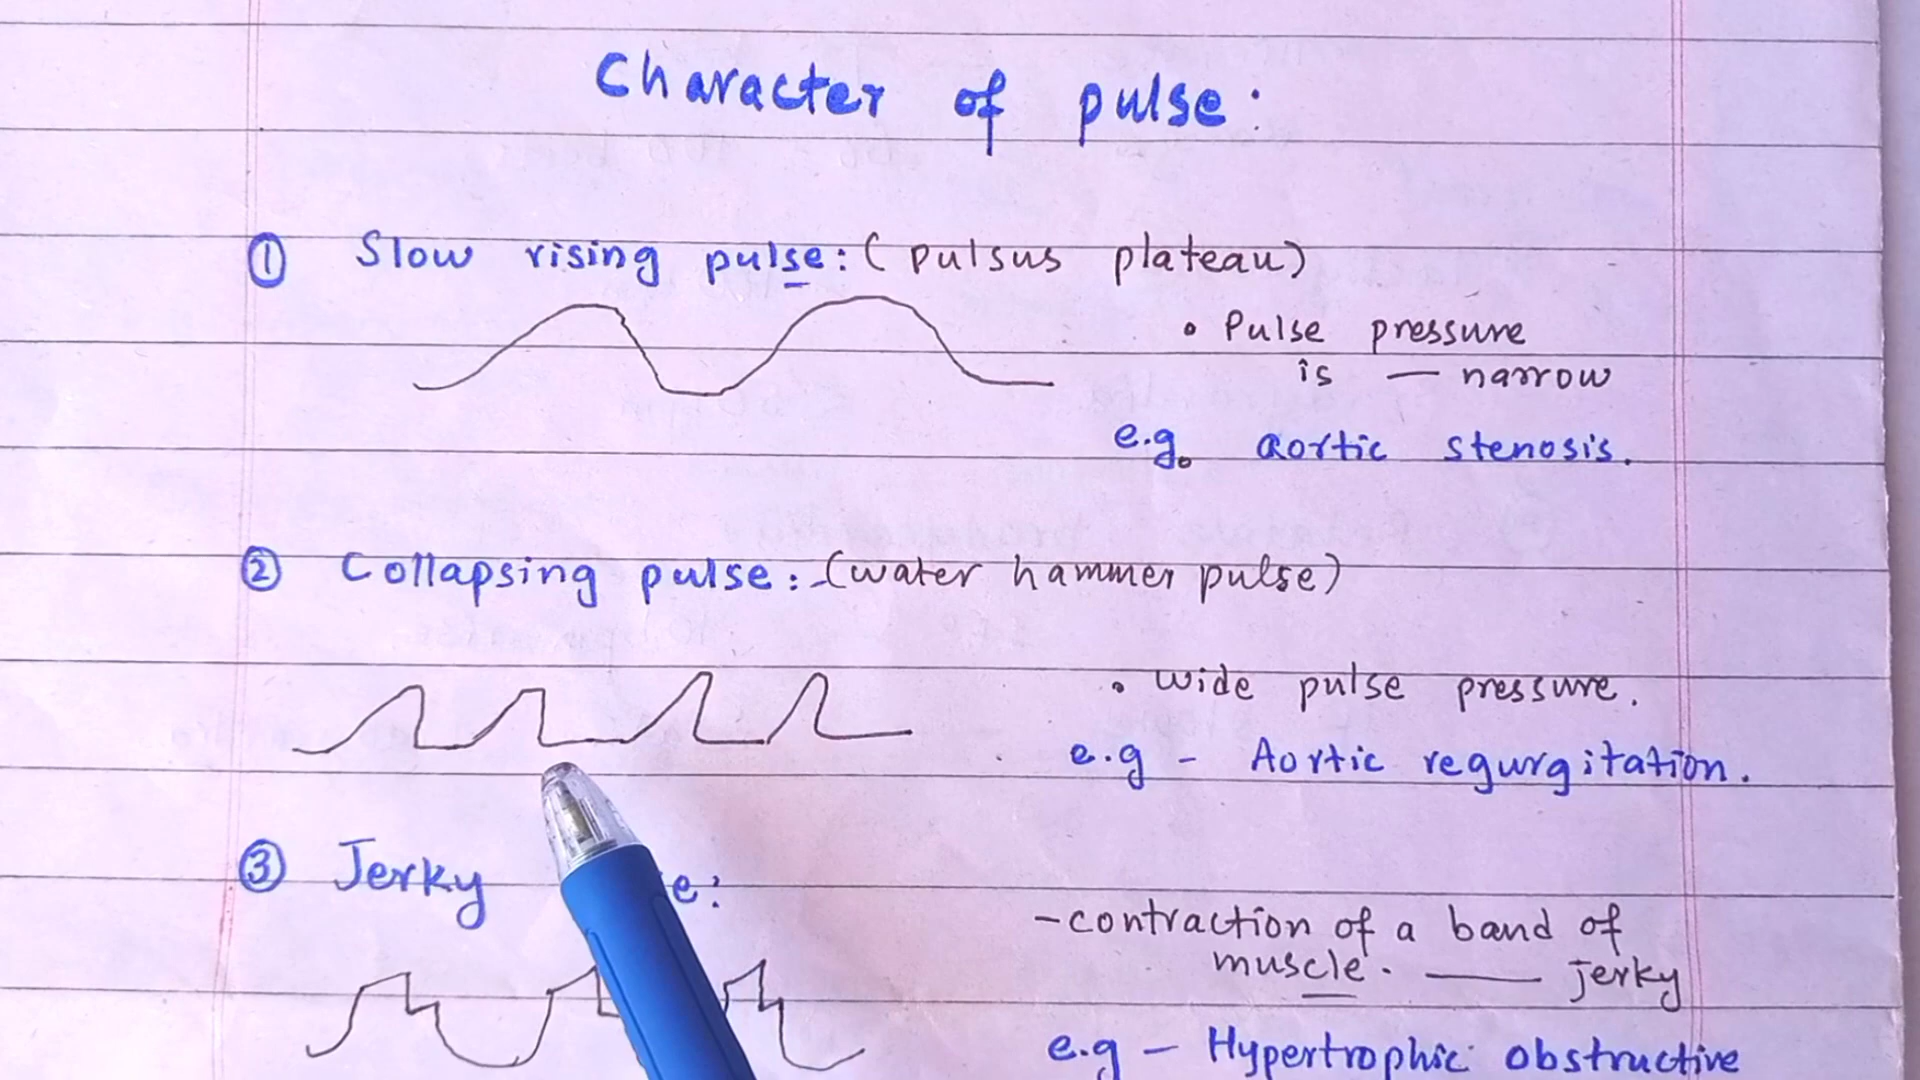 Character of pulse:
① Slow rising pulse: (pulsus plateau)
• Pulse pressure
is — narrow
e.g. aortic stenosis.
② Collapsing pulse:-(water hammer pulse)
• wide pulse pressure.
e.g - Aortic regurgitation.
③ Jerky
-contraction of a band of
muscle. — jerky
e.g - Hypertrophic obstructive